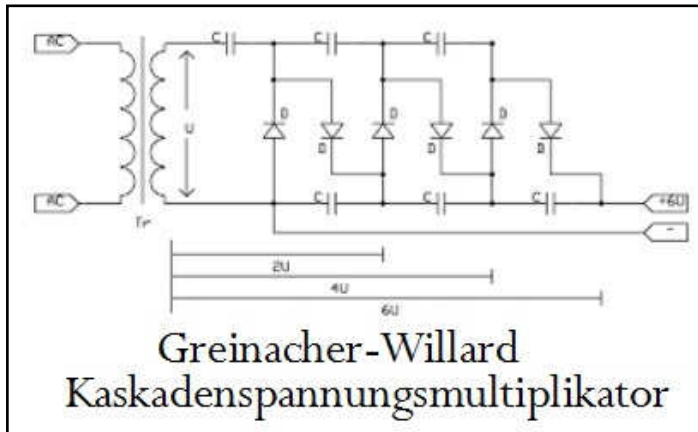 AC
C
C
C
D
D
D
U
D
D
D
AC
C
C
C
+6U
-
Tr
2U
4U
6U
Greinacher-Willard
Kaskadenspannungsmultiplikator